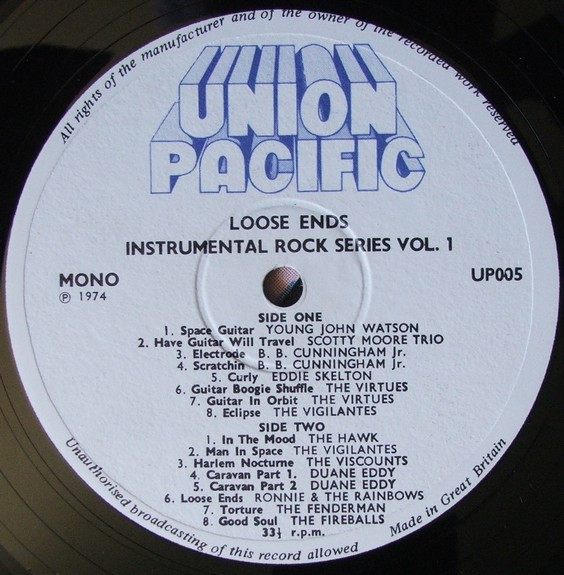 All rights of the manufacturer and of the owner of the recorded work reserved
UNION
PACIFIC
LOOSE ENDS
INSTRUMENTAL ROCK SERIES VOL. 1
MONO
℗ 1974
UP005
SIDE ONE
1. Space Guitar YOUNG JOHN WATSON
2. Have Guitar Will Travel SCOTTY MOORE TRIO
3. Electrode B. B. CUNNINGHAM Jr.
4. Scratchin B. B. CUNNINGHAM Jr.
5. Curly EDDIE SKELTON
6. Guitar Boogie Shuffle THE VIRTUES
7. Guitar In Orbit THE VIRTUES
8. Eclipse THE VIGILANTES
SIDE TWO
1. In The Mood THE HAWK
2. Man In Space THE VIGILANTES
3. Harlem Nocturne THE VISCOUNTS
4. Caravan Part 1. DUANE EDDY
5. Caravan Part 2 DUANE EDDY
6. Loose Ends RONNIE & THE RAINBOWS
7. Torture THE FENDERMAN
8. Good Soul THE FIREBALLS
33⅓ r.p.m.
Unauthorised broadcasting of this record allowed
Made in Great Britain